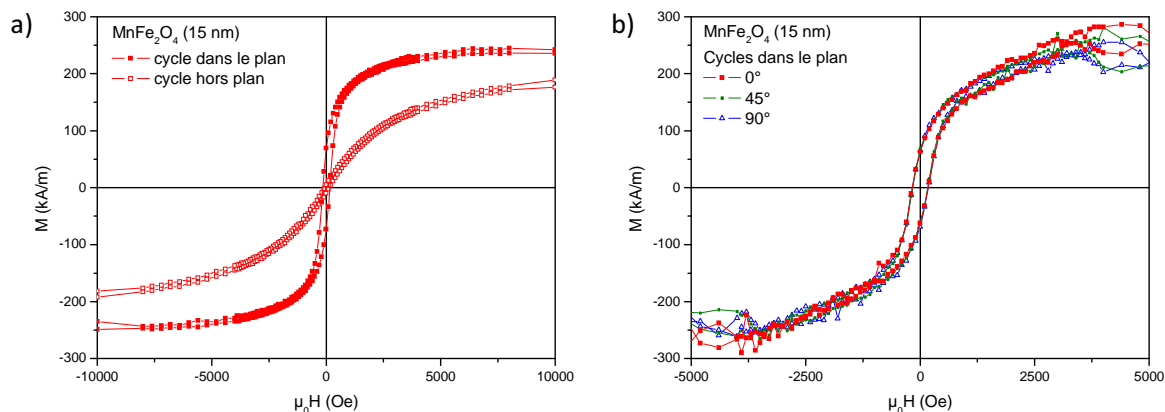 a)
300
200
100
0
-100
-200
-300
M (kA/m)
MnFe₂O₄ (15 nm)
cycle dans le plan
cycle hors plan
-10000 -5000 0 5000 10000
µ₀H (Oe)
b)
300
200
100
0
-100
-200
-300
M (kA/m)
MnFe₂O₄ (15 nm)
Cycles dans le plan
0°
45°
90°
-5000 -2500 0 2500 5000
µ₀H (Oe)